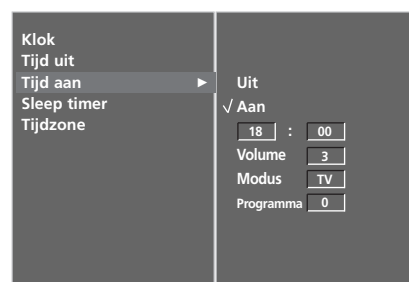 Klok
Tijd uit
Tijd aan ►
Sleep timer
Tijdzone
Uit
√ Aan
18 : 00
Volume 3
Modus TV
Programma 0